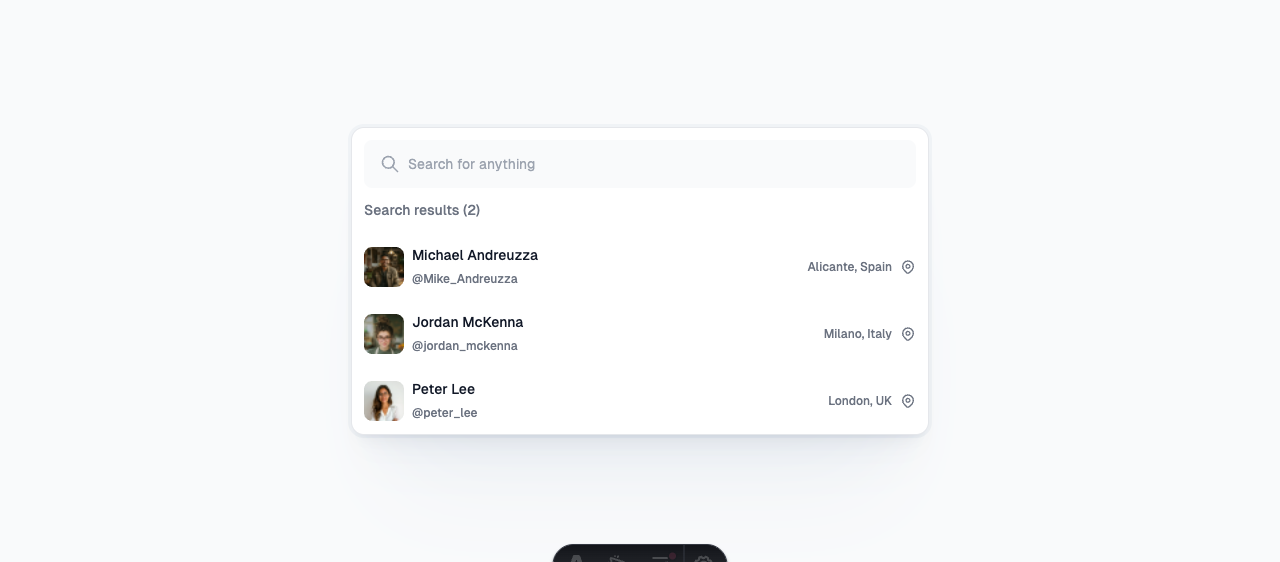 Search for anything
Search results (2)
Michael Andreuzza
@Mike_Andreuzza
Alicante, Spain
Jordan McKenna
@jordan_mckenna
Milano, Italy
Peter Lee
@peter_lee
London, UK